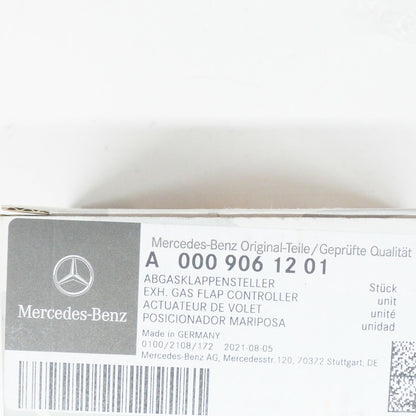 Mercedes-Benz Original-Teile/Geprüfte Qualität
A 000 906 12 01
ABGASKLAPPENSTELLER Stück
EXH. GAS FLAP CONTROLLER unit
ACTUATEUR DE VOLET unité
POSICIONADOR MARIPOSA unidad
Made in GERMANY
0100/2108/172 2021-08-05
Mercedes-Benz AG, Mercedesstr.120, 70372 Stuttgart, DE
Mercedes-Benz